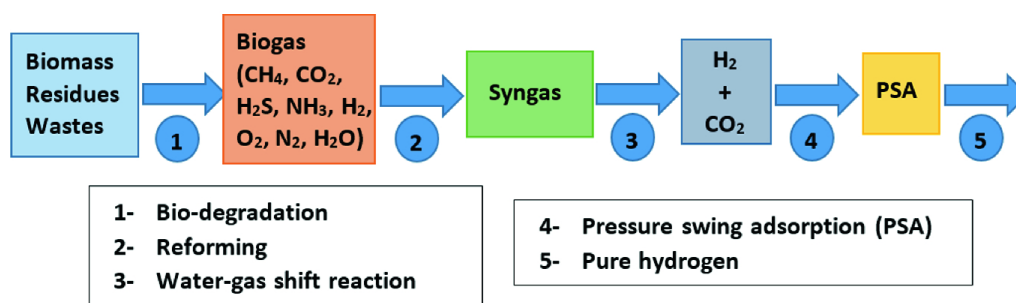 Biomass
Residues
Wastes
1
Biogas
(CH₄, CO₂,
H₂S, NH₃, H₂,
O₂, N₂, H₂O)
2
Syngas
3
H₂
+
CO₂
4
PSA
5
1- Bio-degradation
2- Reforming
3- Water-gas shift reaction
4- Pressure swing adsorption (PSA)
5- Pure hydrogen